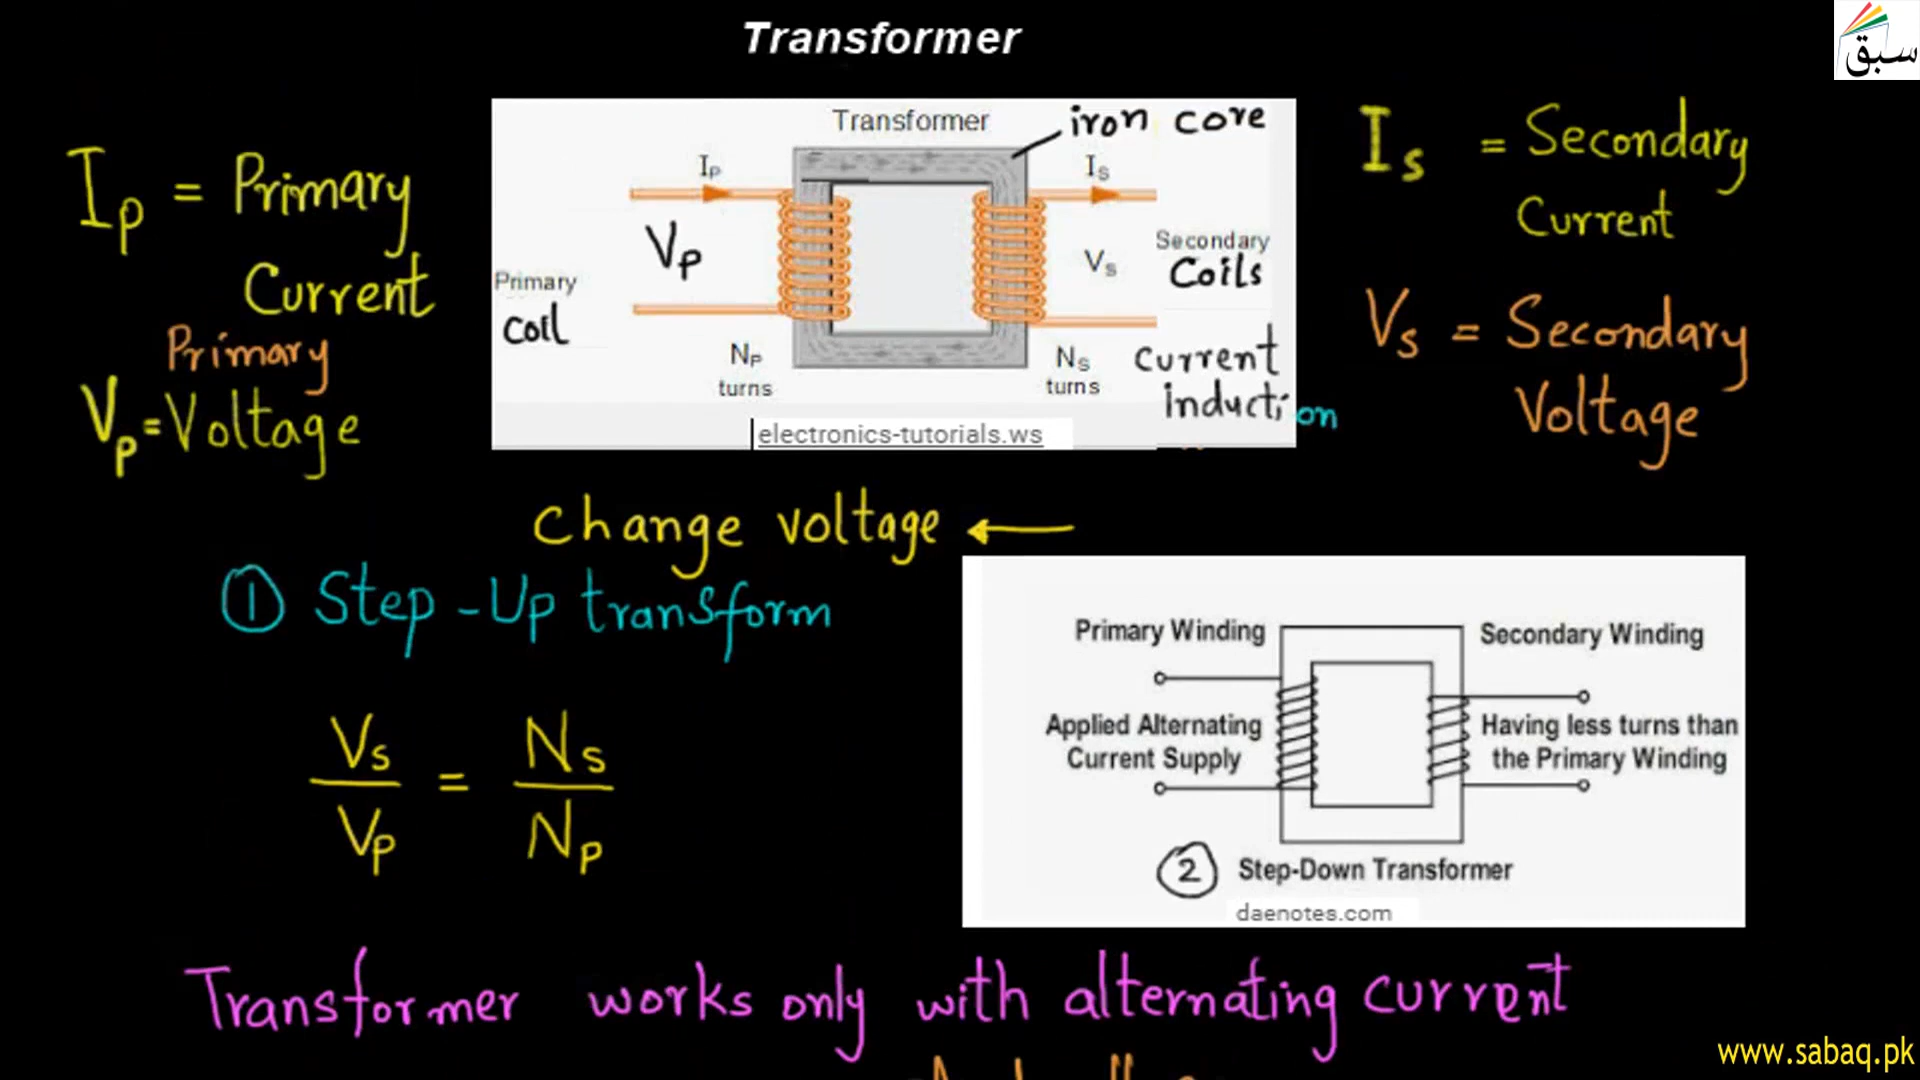 Transformer
سبق
Transformer
iron core
Ip
Is
Vp
Vs
Primary
coil
Secondary
Coils
Np
turns
Ns
turns
current
induction
electronics-tutorials.ws
Ip = Primary
Current
Primary
Vp = Voltage
Is = Secondary
Current
Vs = Secondary
Voltage
Change voltage ←
① Step-Up transform
Vs/Vp = Ns/Np
Primary Winding
Secondary Winding
Applied Alternating
Current Supply
Having less turns than
the Primary Winding
② Step-Down Transformer
daenotes.com
Transformer works only with alternating current
www.sabaq.pk